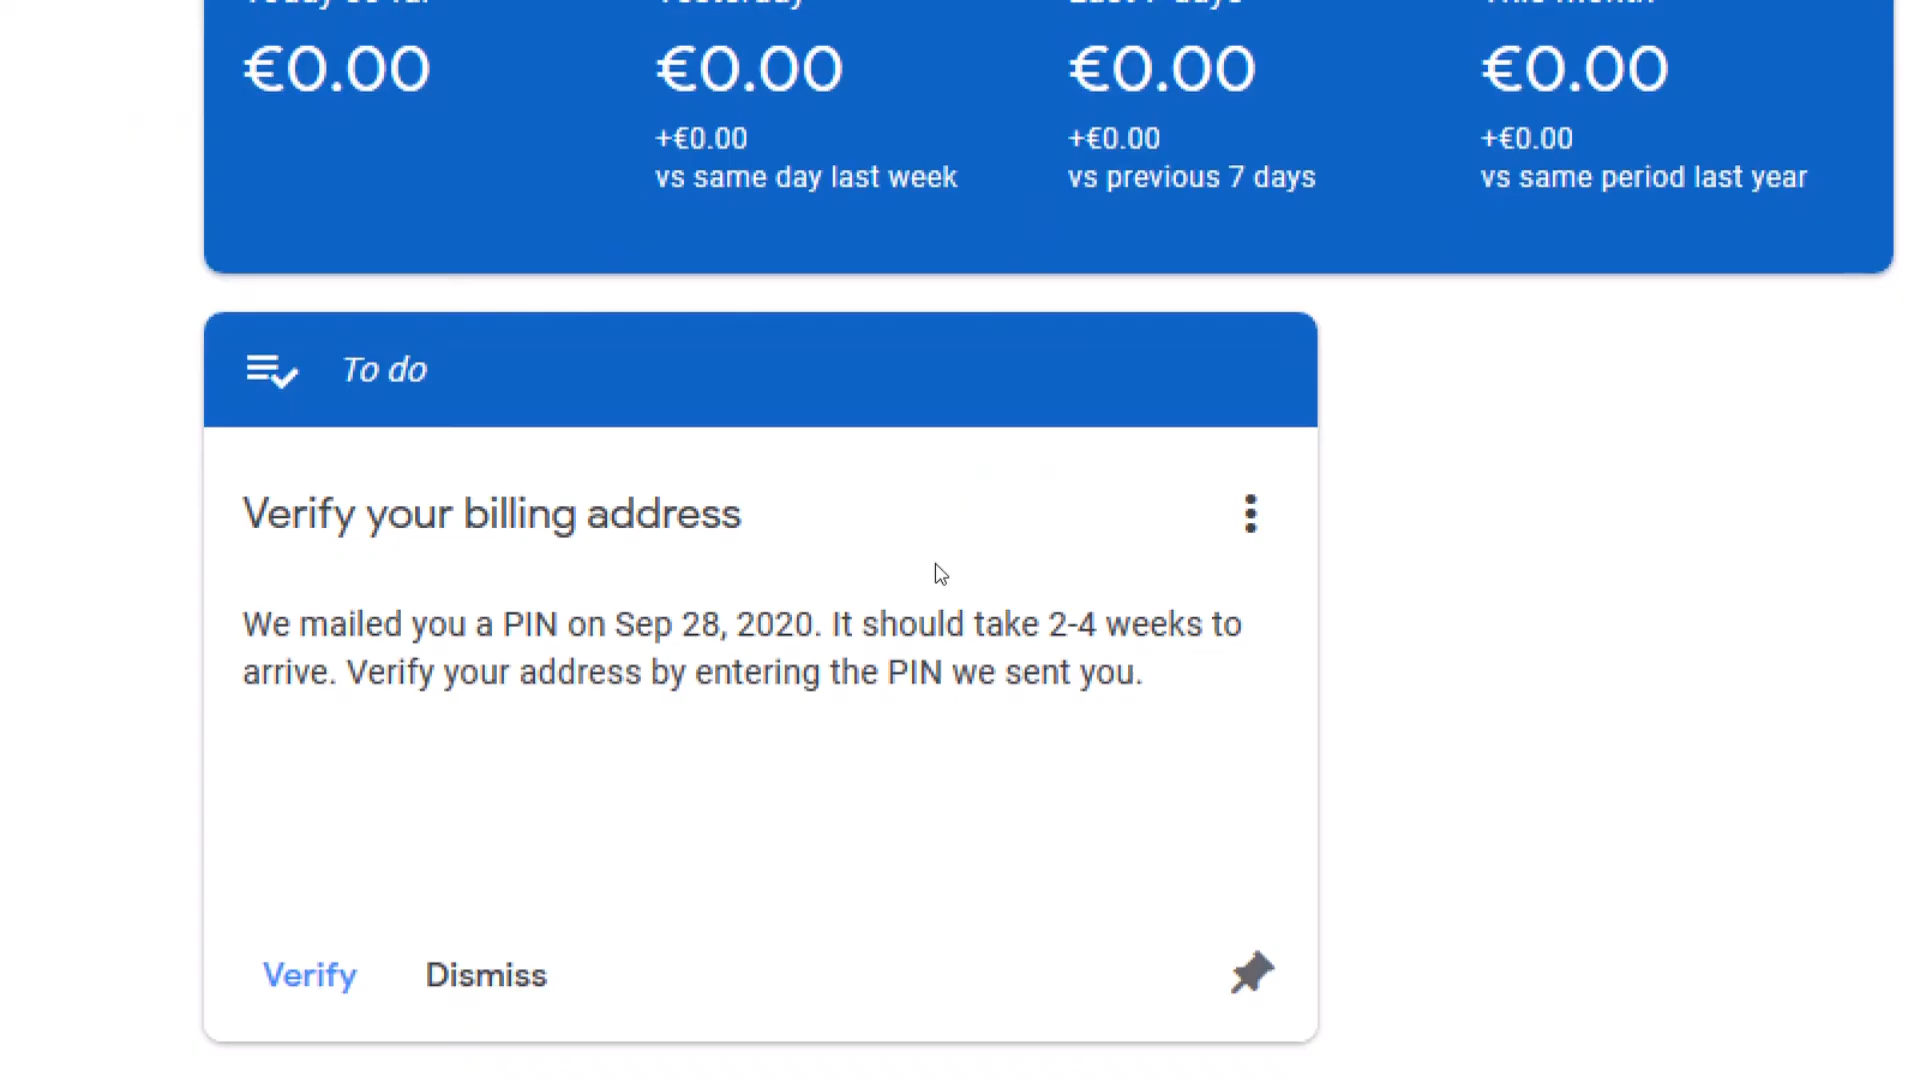 €0.00 €0.00 €0.00 €0.00
+€0.00 +€0.00 +€0.00
vs same day last week vs previous 7 days vs same period last year
To do
Verify your billing address
We mailed you a PIN on Sep 28, 2020. It should take 2-4 weeks to
arrive. Verify your address by entering the PIN we sent you.
Verify Dismiss